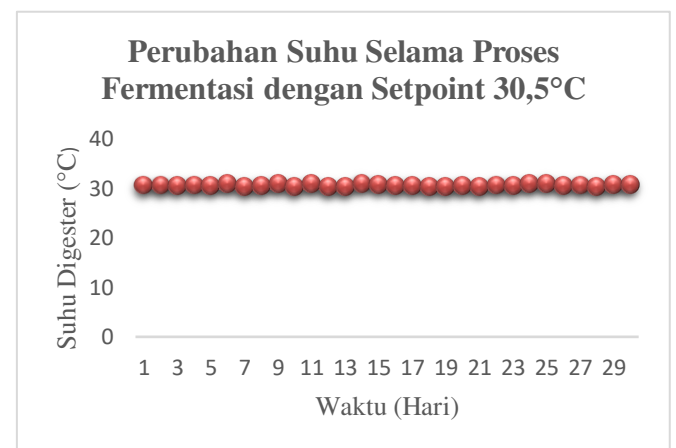 Perubahan Suhu Selama Proses
Fermentasi dengan Setpoint 30,5°C
Suhu Digester (°C)
40
30
20
10
0
1 3 5 7 9 11 13 15 17 19 21 23 25 27 29
Waktu (Hari)